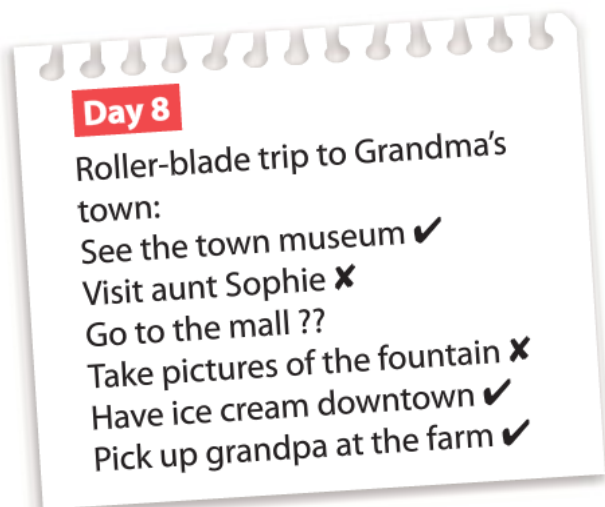 Day 8
Roller-blade trip to Grandma's
town:
See the town museum ✔
Visit aunt Sophie ✘
Go to the mall ??
Take pictures of the fountain ✘
Have ice cream downtown ✔
Pick up grandpa at the farm ✔